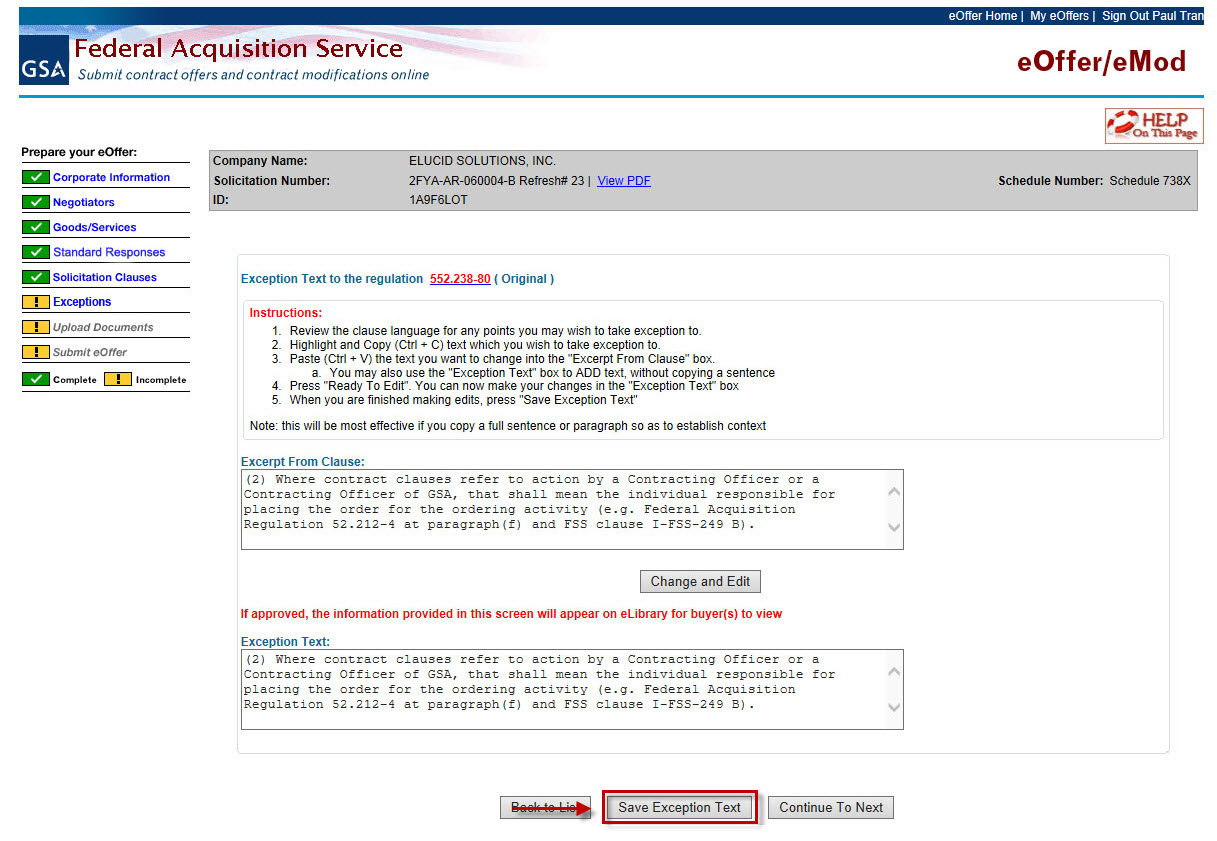 eOffer Home | My eOffers | Sign Out Paul Tran
GSA
Federal Acquisition Service
Submit contract offers and contract modifications online
eOffer/eMod
HELP
On This Page
Prepare your eOffer:
Corporate Information
Negotiators
Goods/Services
Standard Responses
Solicitation Clauses
Exceptions
Upload Documents
Submit eOffer
Complete ! Incomplete
Company Name: ELUCID SOLUTIONS, INC.
Solicitation Number: 2FYA-AR-060004-B Refresh# 23 | View PDF Schedule Number: Schedule 738X
ID: 1A9F6LOT
Exception Text to the regulation 552.238-80 ( Original )
Instructions:
1. Review the clause language for any points you may wish to take exception to.
2. Highlight and Copy (Ctrl + C) text which you wish to take exception to.
3. Paste (Ctrl + V) the text you want to change into the "Excerpt From Clause" box.
a. You may also use the "Exception Text" box to ADD text, without copying a sentence
4. Press "Ready To Edit". You can now make your changes in the "Exception Text" box
5. When you are finished making edits, press "Save Exception Text"
Note: this will be most effective if you copy a full sentence or paragraph so as to establish context
Excerpt From Clause:
(2) Where contract clauses refer to action by a Contracting Officer or a
Contracting Officer of GSA, that shall mean the individual responsible for
placing the order for the ordering activity (e.g. Federal Acquisition
Regulation 52.212-4 at paragraph(f) and FSS clause I-FSS-249 B).
Change and Edit
If approved, the information provided in this screen will appear on eLibrary for buyer(s) to view
Exception Text:
(2) Where contract clauses refer to action by a Contracting Officer or a
Contracting Officer of GSA, that shall mean the individual responsible for
placing the order for the ordering activity (e.g. Federal Acquisition
Regulation 52.212-4 at paragraph(f) and FSS clause I-FSS-249 B).
Back to Save Exception Text Continue To Next